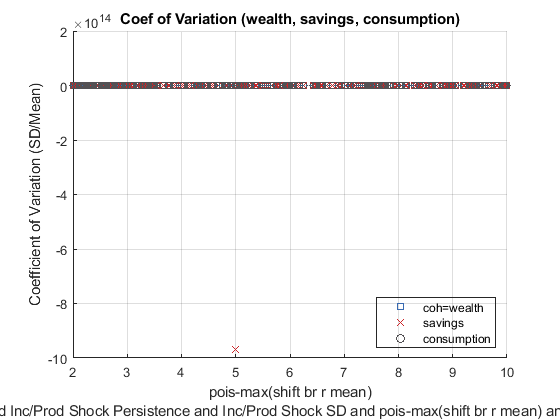 Coef of Variation (wealth, savings, consumption)
×10^14
2
0
-2
-4
-6
-8
-10
Coefficient of Variation (SD/Mean)
2 3 4 5 6 7 8 9 10
coh=wealth
savings
consumption
pois-max(shift br r mean)
d Inc/Prod Shock Persistence and Inc/Prod Shock SD and pois-max(shift br r mean) an